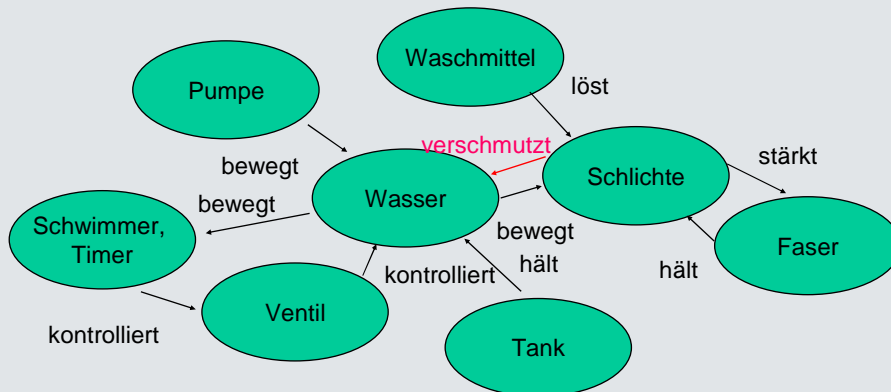 Waschmittel
Pumpe
löst
verschmutzt
bewegt
stärkt
Schlichte
Wasser
bewegt
Schwimmer,
Timer
bewegt
Faser
hält
kontrolliert
hält
Ventil
kontrolliert
Tank